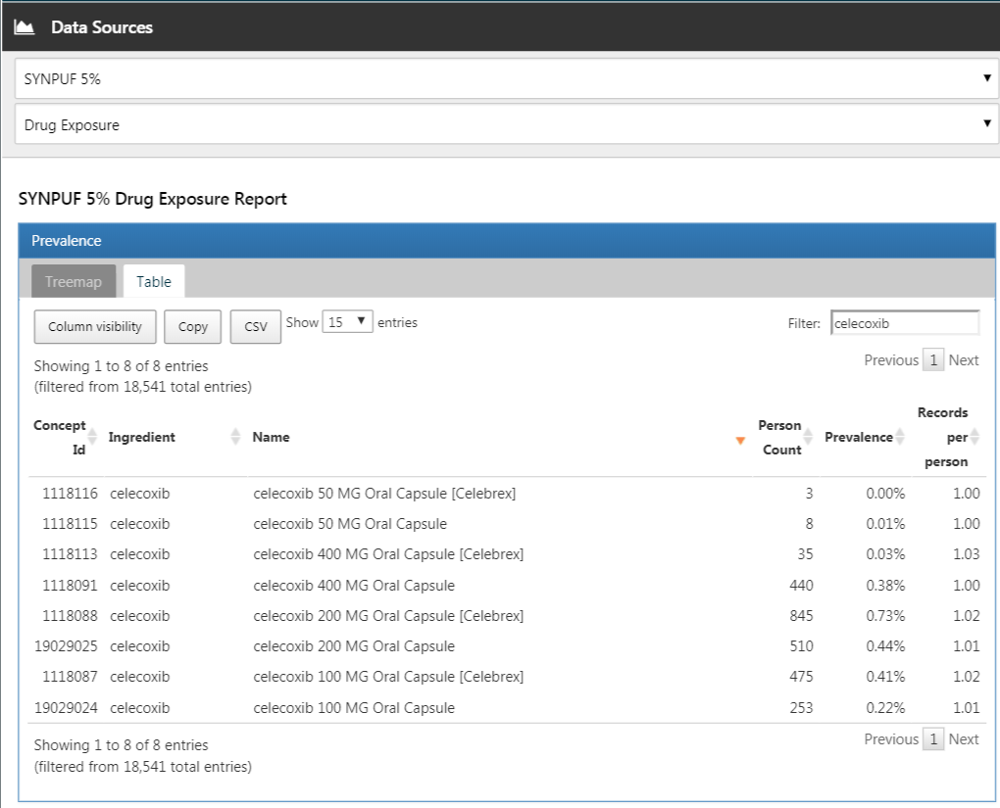 Data Sources
SYNPUF 5%
Drug Exposure
SYNPUF 5% Drug Exposure Report
Prevalence
Treemap Table
Column visibility Copy CSV Show 15 entries Filter: celecoxib
Showing 1 to 8 of 8 entries Previous 1 Next
(filtered from 18,541 total entries)
Concept Id Ingredient Name Person Count Prevalence Records per person
1118116 celecoxib celecoxib 50 MG Oral Capsule [Celebrex] 3 0.00% 1.00
1118115 celecoxib celecoxib 50 MG Oral Capsule 8 0.01% 1.00
1118113 celecoxib celecoxib 400 MG Oral Capsule [Celebrex] 35 0.03% 1.03
1118091 celecoxib celecoxib 400 MG Oral Capsule 440 0.38% 1.00
1118088 celecoxib celecoxib 200 MG Oral Capsule [Celebrex] 845 0.73% 1.02
19029025 celecoxib celecoxib 200 MG Oral Capsule 510 0.44% 1.01
1118087 celecoxib celecoxib 100 MG Oral Capsule [Celebrex] 475 0.41% 1.02
19029024 celecoxib celecoxib 100 MG Oral Capsule 253 0.22% 1.01
Showing 1 to 8 of 8 entries Previous 1 Next
(filtered from 18,541 total entries)